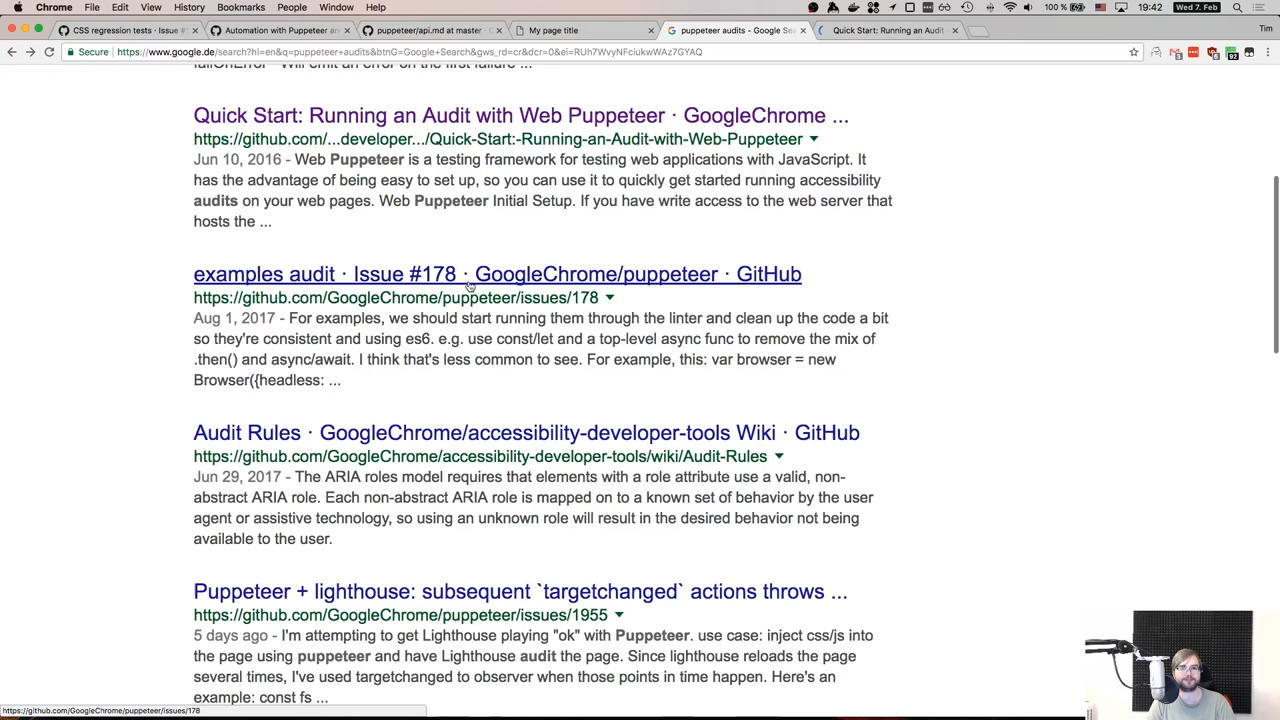 Chrome File Edit View History Bookmarks People Window Help
100 % 19:42 Wed 7. Feb
CSS regression tests · Issue #1
Automation with Puppeteer an
puppeteer/api.md at master ·
My page title
puppeteer audits - Google Sea
Quick Start: Running an Audit
Tim
Secure https://www.google.de/search?hl=en&q=puppeteer+audits&btnG=Google+Search&gws_rd=cr&dcr=0&ei=RUh7WvyNFciukwWAz7GYAQ
failOnError - Will emit an error on the first failure ...
Quick Start: Running an Audit with Web Puppeteer · GoogleChrome ...
https://github.com/...developer.../Quick-Start:-Running-an-Audit-with-Web-Puppeteer
Jun 10, 2016 - Web Puppeteer is a testing framework for testing web applications with JavaScript. It
has the advantage of being easy to set up, so you can use it to quickly get started running accessibility
audits on your web pages. Web Puppeteer Initial Setup. If you have write access to the web server that
hosts the ...
examples audit · Issue #178 · GoogleChrome/puppeteer · GitHub
https://github.com/GoogleChrome/puppeteer/issues/178
Aug 1, 2017 - For examples, we should start running them through the linter and clean up the code a bit
so they're consistent and using es6. e.g. use const/let and a top-level async func to remove the mix of
.then() and async/await. I think that's less common to see. For example, this: var browser = new
Browser({headless: ...
Audit Rules · GoogleChrome/accessibility-developer-tools Wiki · GitHub
https://github.com/GoogleChrome/accessibility-developer-tools/wiki/Audit-Rules
Jun 29, 2017 - The ARIA roles model requires that elements with a role attribute use a valid, non-
abstract ARIA role. Each non-abstract ARIA role is mapped on to a known set of behavior by the user
agent or assistive technology, so using an unknown role will result in the desired behavior not being
available to the user.
Puppeteer + lighthouse: subsequent `targetchanged` actions throws ...
https://github.com/GoogleChrome/puppeteer/issues/1955
5 days ago - I'm attempting to get Lighthouse playing "ok" with Puppeteer. use case: inject css/js into
the page using puppeteer and have Lighthouse audit the page. Since lighthouse reloads the page
several times, I've used targetchanged to observer when those points in time happen. Here's an
example: const fs ...
https://github.com/GoogleChrome/puppeteer/issues/178